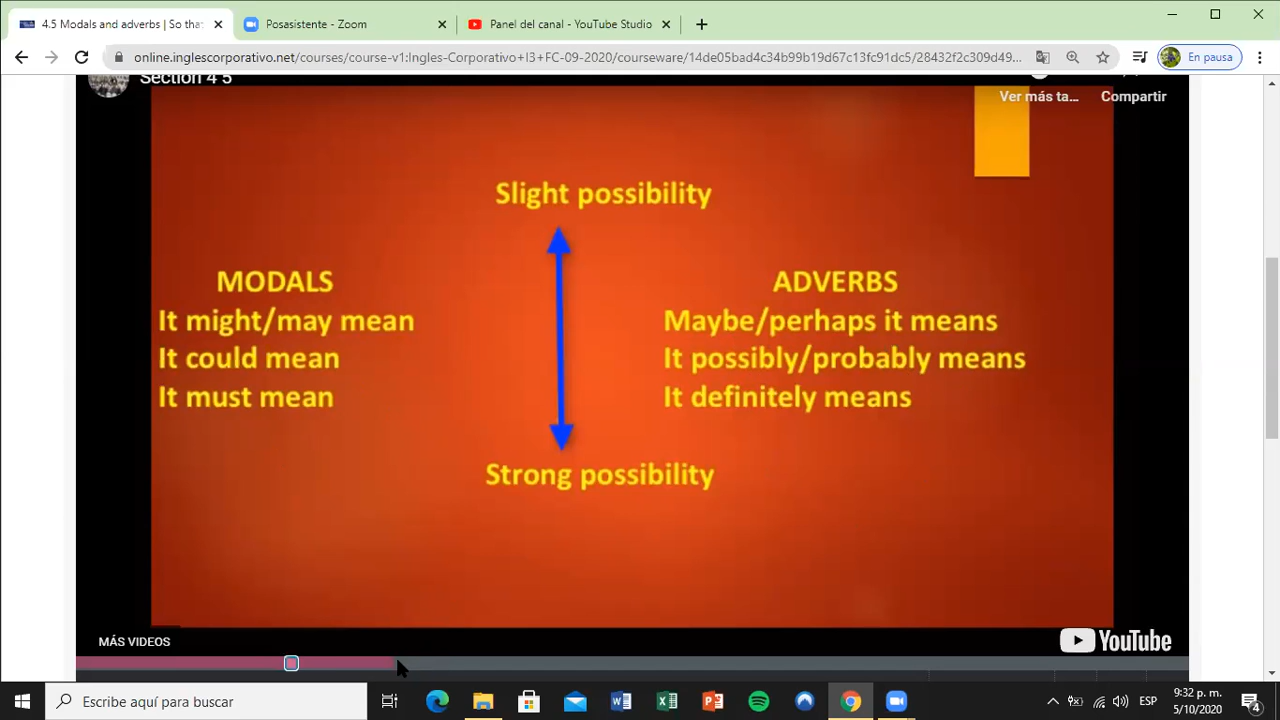 4.5 Modals and adverbs | So that
Posasistente - Zoom
Panel del canal - YouTube Studio
online.inglescorporativo.net/courses/course-v1:Ingles-Corporativo+I3+FC-09-2020/courseware/14de05bad4c34b99b19d67c13fc91dc5/28432f2c309d49...
En pausa
Section 4 5
Ver más ta...
Compartir
Slight possibility
MODALS
It might/may mean
It could mean
It must mean
ADVERBS
Maybe/perhaps it means
It possibly/probably means
It definitely means
Strong possibility
MÁS VIDEOS
YouTube
Escribe aquí para buscar
ESP
9:32 p. m.
5/10/2020
4